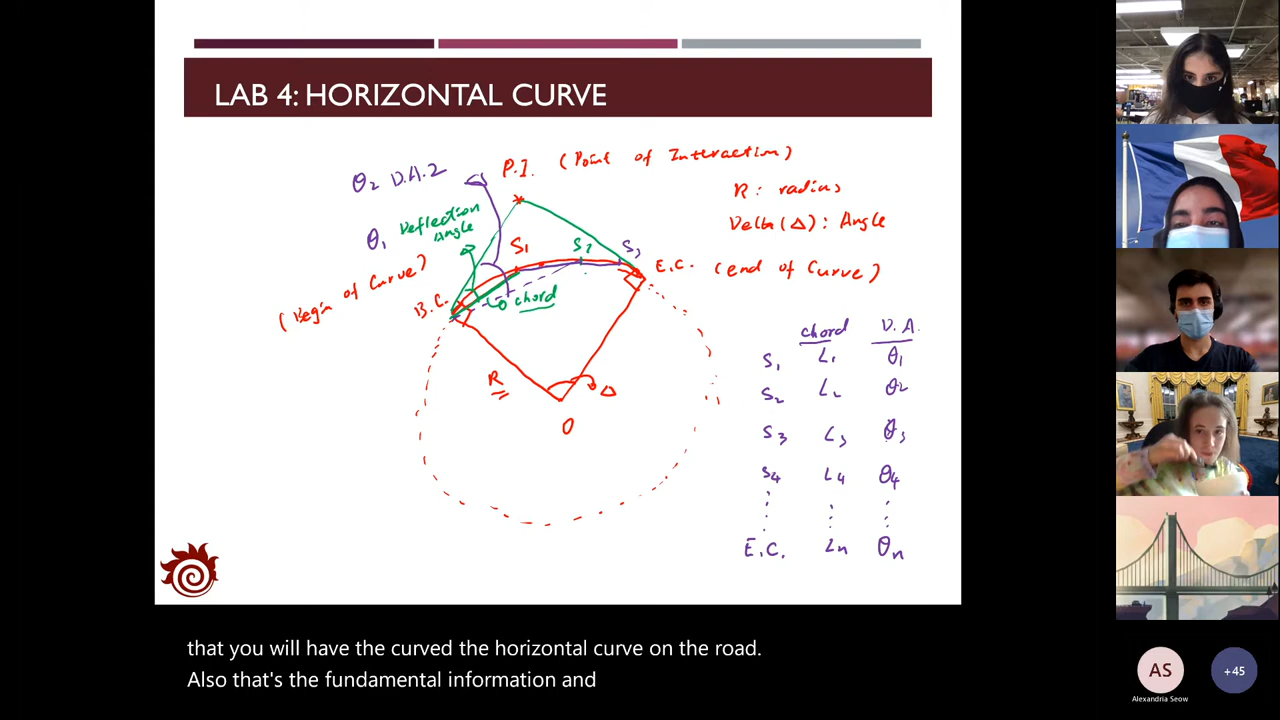 LAB 4: HORIZONTAL CURVE
θ2 D.A.2
P.I. (Point of Interaction)
R: radius
Delta (Δ): Angle
θ1 Deflection
Angle
S1
S2
S3
(Begin of Curve)
B.C.
E.C. (end of Curve)
chord
R
Δ
O
chord D.A.
S1 L1 θ1
S2 L2 θ2
S3 L3 θ3
S4 L4 θ4
E.C. Ln θn
that you will have the curved the horizontal curve on the road.
Also that's the fundamental information and
AS
Alexandria Seow
+45